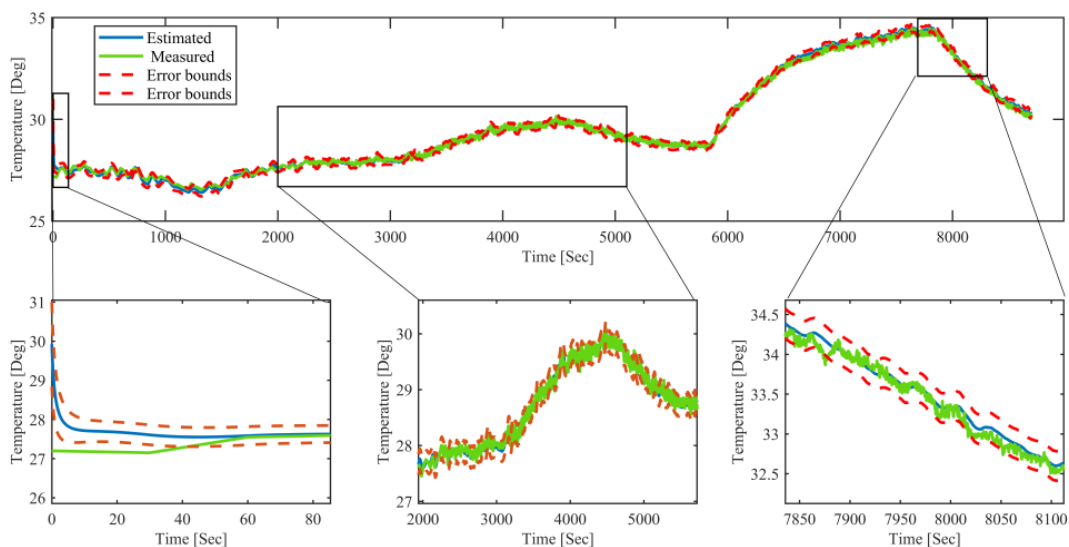 35
30
25
Temperature [Deg]
Estimated
Measured
Error bounds
Error bounds
0 1000 2000 3000 4000 5000 6000 7000 8000
Time [Sec]
31
30
29
28
27
26
Temperature [Deg]
0 20 40 60 80
Time [Sec]
30
29
28
27
Temperature [Deg]
2000 3000 4000 5000
Time [Sec]
34.5
34
33.5
33
32.5
Temperature [Deg]
7850 7900 7950 8000 8050 8100
Time [Sec]